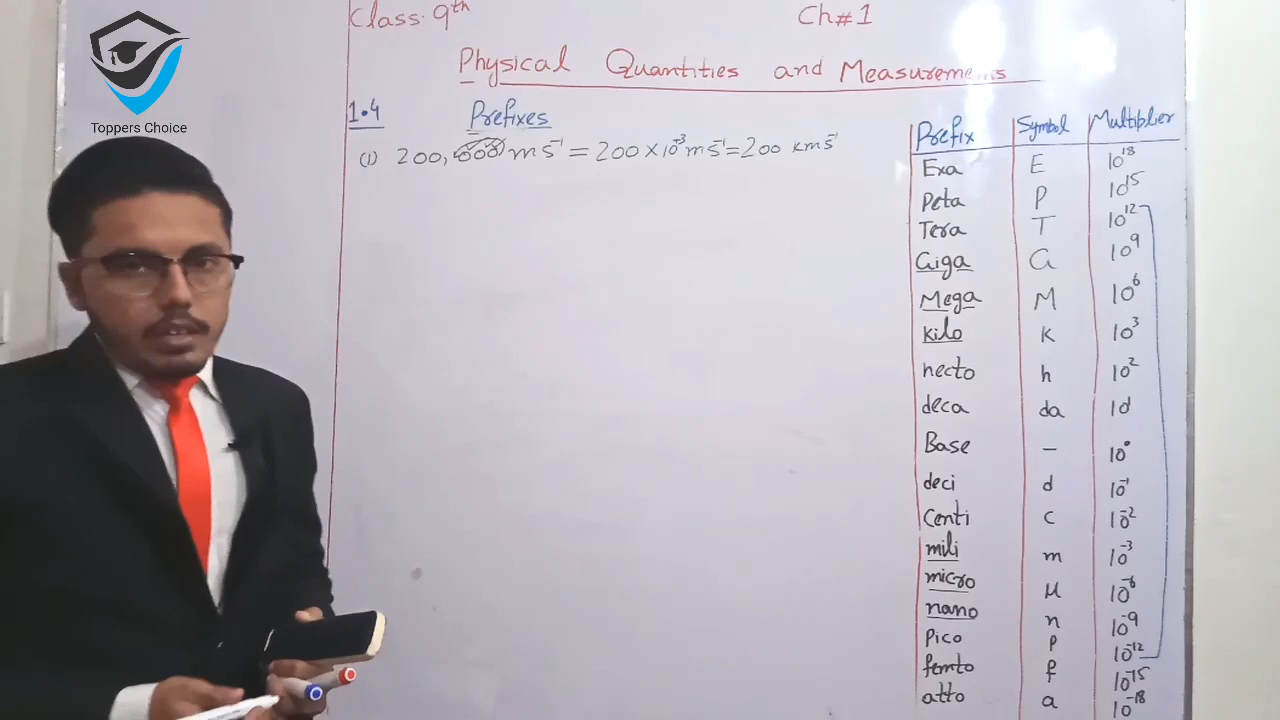 Class 9th Ch# 1
Toppers Choice
Physical Quantities and Measurements
1.4 Prefixes
(1) 200,000 ms⁻¹ = 200 × 10⁻³ ms⁻¹ = 200 kms⁻¹
Prefix Symbol Multiplier
Exa E 10¹⁸
Peta P 10¹⁵
Tera T 10¹²
Giga G 10⁹
Mega M 10⁶
kilo k 10³
hecto h 10²
deca da 10¹
Base – 10⁰
deci d 10⁻¹
Centi c 10⁻²
mili m 10⁻³
micro μ 10⁻⁶
nano n 10⁻⁹
Pico p 10⁻¹²
femto f 10⁻¹⁵
atto a 10⁻¹⁸